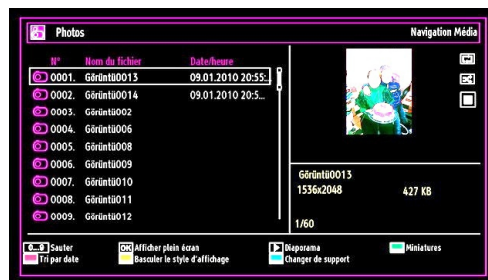 Photos
Navigation Média
N° Nom du fichier Date/heure
0001. Görüntü0013 09.01.2010 20:55:..
0002. Görüntü0014 09.01.2010 20:5...
0003. Görüntü002
0004. Görüntü006
0005. Görüntü008
0006. Görüntü009
0007. Görüntü010
0008. Görüntü011
0009. Görüntü012
Görüntü0013
1536x2048 427 KB
1/60
0...9 Sauter OK Afficher plein écran Diaporama Miniatures
Tri par date Basculer le style d'affichage Changer de support